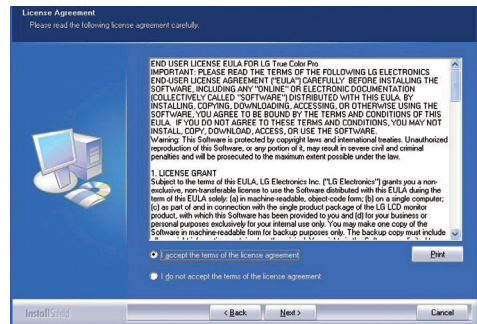 License Agreement
Please read the following license agreement carefully.
END USER LICENSE EULA FOR LG True Color Pro
IMPORTANT: PLEASE READ THE TERMS OF THE FOLLOWING LG ELECTRONICS
END-USER LICENSE AGREEMENT ("EULA") CAREFULLY BEFORE INSTALLING THE
SOFTWARE, INCLUDING ANY "ONLINE" OR ELECTRONIC DOCUMENTATION
(COLLECTIVELY CALLED "SOFTWARE") DISTRIBUTED WITH THIS EULA. BY
INSTALLING, COPYING, DOWNLOADING, ACCESSING, OR OTHERWISE USING THE
SOFTWARE, YOU AGREE TO BE BOUND BY THE TERMS AND CONDITIONS OF THIS
EULA. IF YOU DO NOT AGREE TO THESE TERMS AND CONDITIONS, YOU MAY NOT
INSTALL, COPY, DOWNLOAD, ACCESS, OR USE THE SOFTWARE.
Warning: This Software is protected by copyright laws and international treaties. Unauthorized
reproduction of this Software, or any portion of it, may result in severe civil and criminal
penalties and will be prosecuted to the maximum extent possible under the law.
1. LICENSE GRANT
Subject to the terms of this EULA, LG Electronics Inc. ("LG Electronics") grants you a non-
exclusive, non-transferable license to use the Software distributed with this EULA during the
term of this EULA solely: (a) in machine-readable, object-code form; (b) on a single computer;
(c) as part of and in connection with the single product package of the LG LCD monitor
product, with which this Software has been provided to you and (d) for your business or
personal purposes exclusively for your internal use only. You may make one copy of the
Software in machine-readable form for backup purposes only. The backup copy must include
I accept the terms of the license agreement
Print
I do not accept the terms of the license agreement
InstallShield
< Back
Next >
Cancel